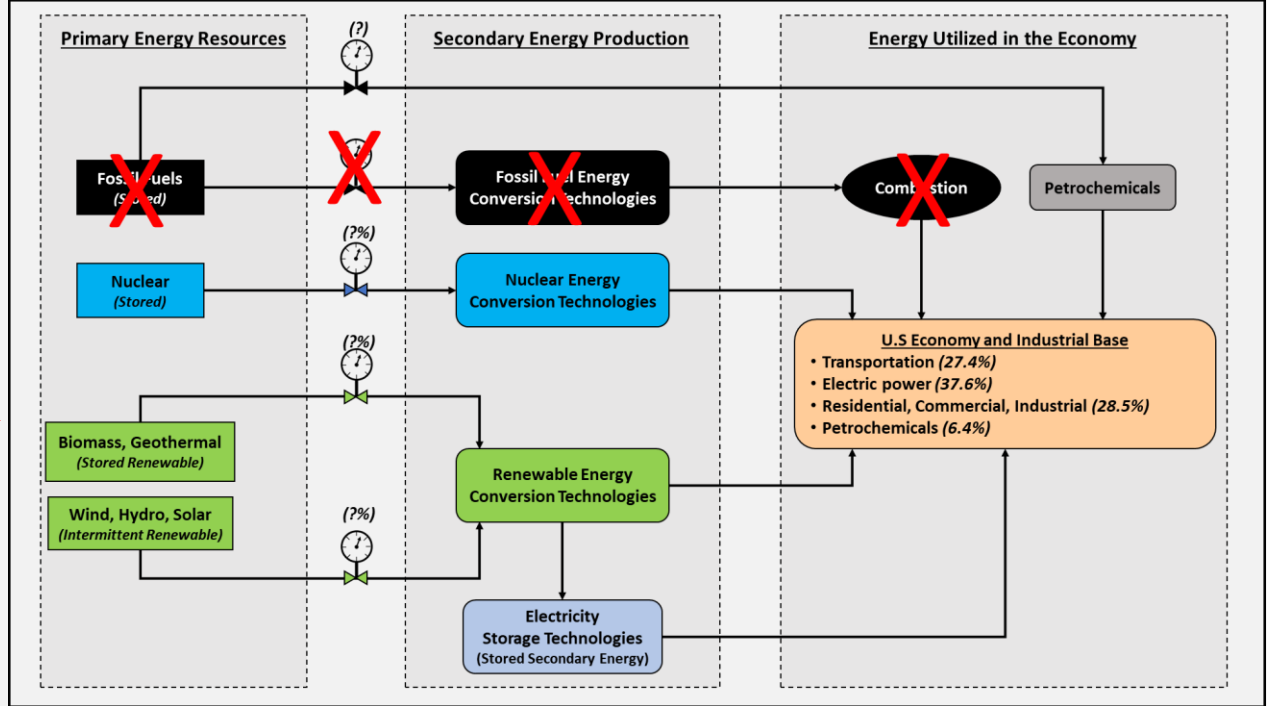 Primary Energy Resources
Secondary Energy Production
Energy Utilized in the Economy
(?)
Fossil Fuels
(Stored)
Fossil Fuel Energy
Conversion Technologies
Combustion
Petrochemicals
(?%)
Nuclear
(Stored)
Nuclear Energy
Conversion Technologies
U.S Economy and Industrial Base
• Transportation (27.4%)
• Electric power (37.6%)
• Residential, Commercial, Industrial (28.5%)
• Petrochemicals (6.4%)
(?%)
Biomass, Geothermal
(Stored Renewable)
Renewable Energy
Conversion Technologies
Wind, Hydro, Solar
(Intermittent Renewable)
(?%)
Electricity
Storage Technologies
(Stored Secondary Energy)